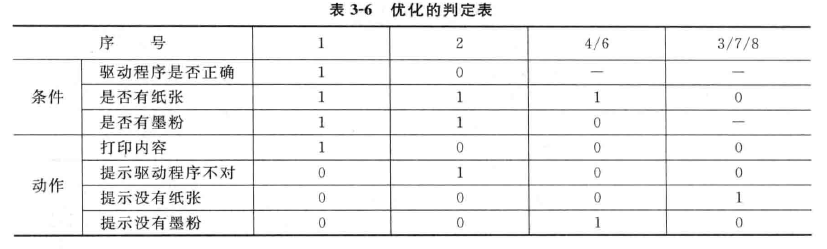 表 3-6 优化的判定表
序 号 1 2 4/6 3/7/8
条件 驱动程序是否正确 1 0 — —
是否有纸张 1 1 1 0
是否有墨粉 1 1 0 —
动作 打印内容 1 0 0 0
提示驱动程序不对 0 1 0 0
提示没有纸张 0 0 0 1
提示没有墨粉 0 0 1 0